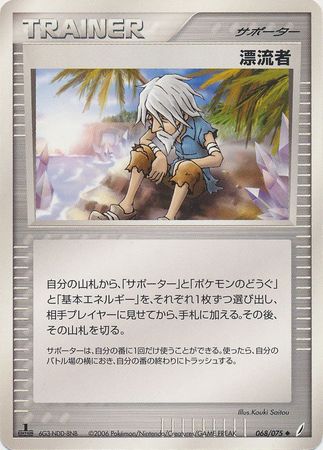 TRAINER
サポーター
漂流者
自分の山札から、「サポーター」と「ポケモンのどうぐ」
と「基本エネルギー」を、それぞれ1枚ずつ選び出し、
相手プレイヤーに見せてから、手札に加える。その後、
その山札を切る。
サポーターは、自分の番に1回だけ使うことができる。使ったら、自分の
バトル場の横におき、自分の番の終わりにトラッシュする。
Illus.Kouki Saitou
1
EDITION
6G3-NDD-8NB
©2006 Pokémon/Nintendo/Creatures/GAME FREAK
068/075 ◆